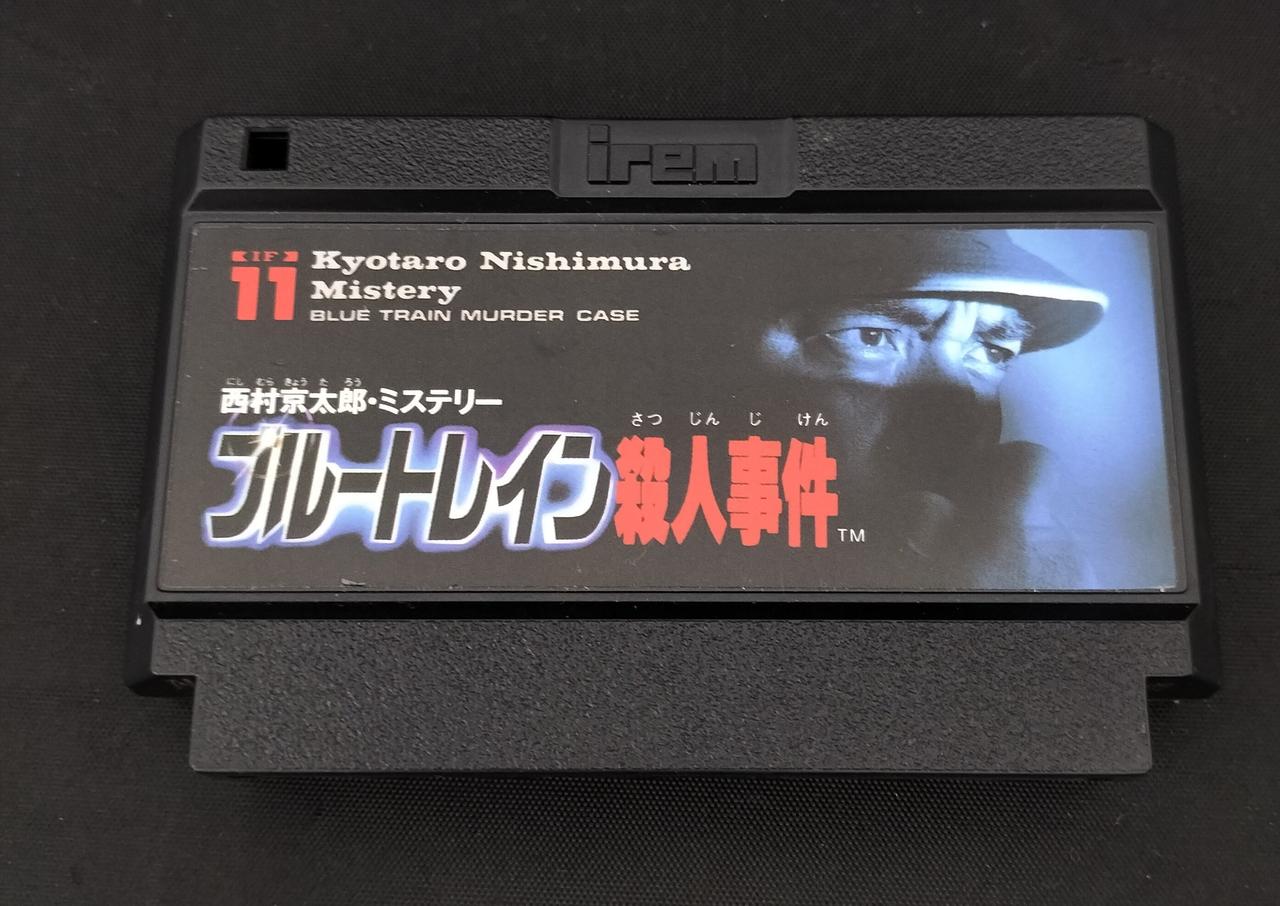 irem
IF
11
Kyotaro Nishimura
Mistery
BLUE TRAIN MURDER CASE
にし むら きょう た ろう
西村京太郎・ミステリー
さつ じん じ けん
ブルートレイン殺人事件 TM